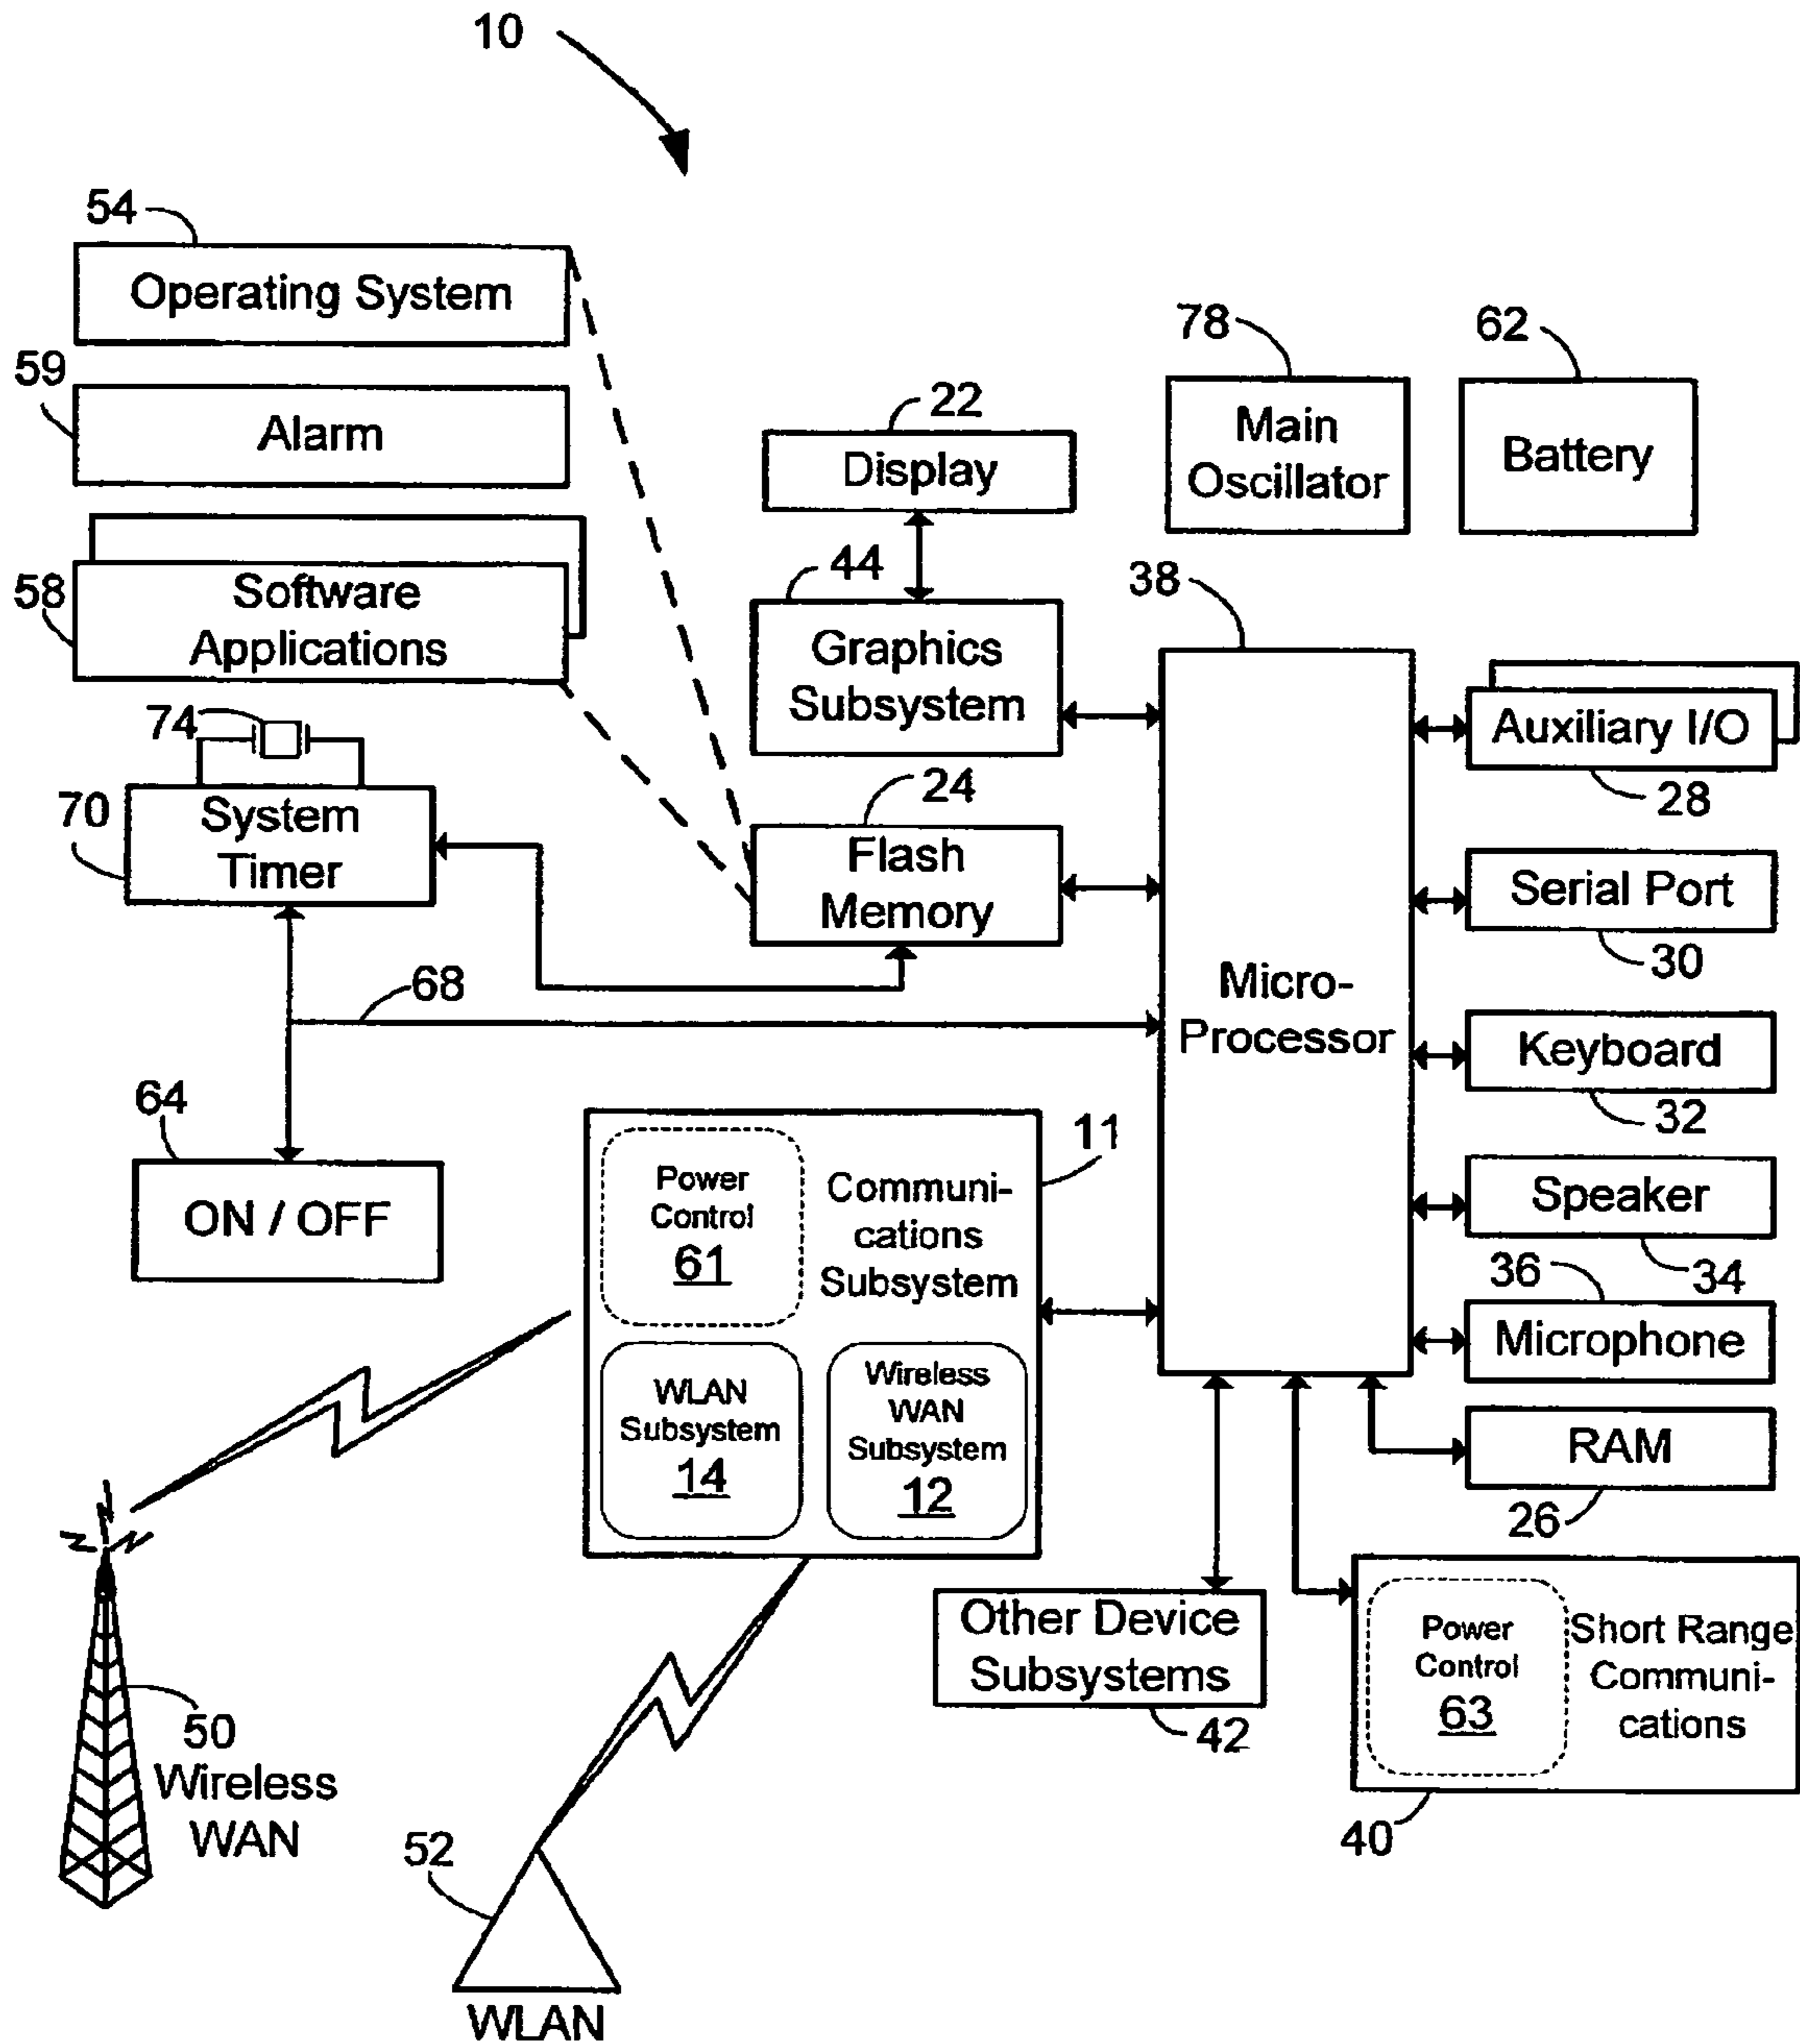 10
54
Operating System
59
Alarm
58
Software
Applications
74
70
System
Timer
68
64
ON / OFF
22
Display
44
Graphics
Subsystem
24
Flash
Memory
78
Main
Oscillator
62
Battery
38
Micro-
Processor
Auxiliary I/O
28
Serial Port
30
Keyboard
32
Speaker
34
36
Microphone
RAM
26
11
Power
Control
61
Communi-
cations
Subsystem
WLAN
Subsystem
14
Wireless
WAN
Subsystem
12
Other Device
Subsystems
42
Power
Control
63
Short Range
Communi-
cations
40
50
Wireless
WAN
52
WLAN